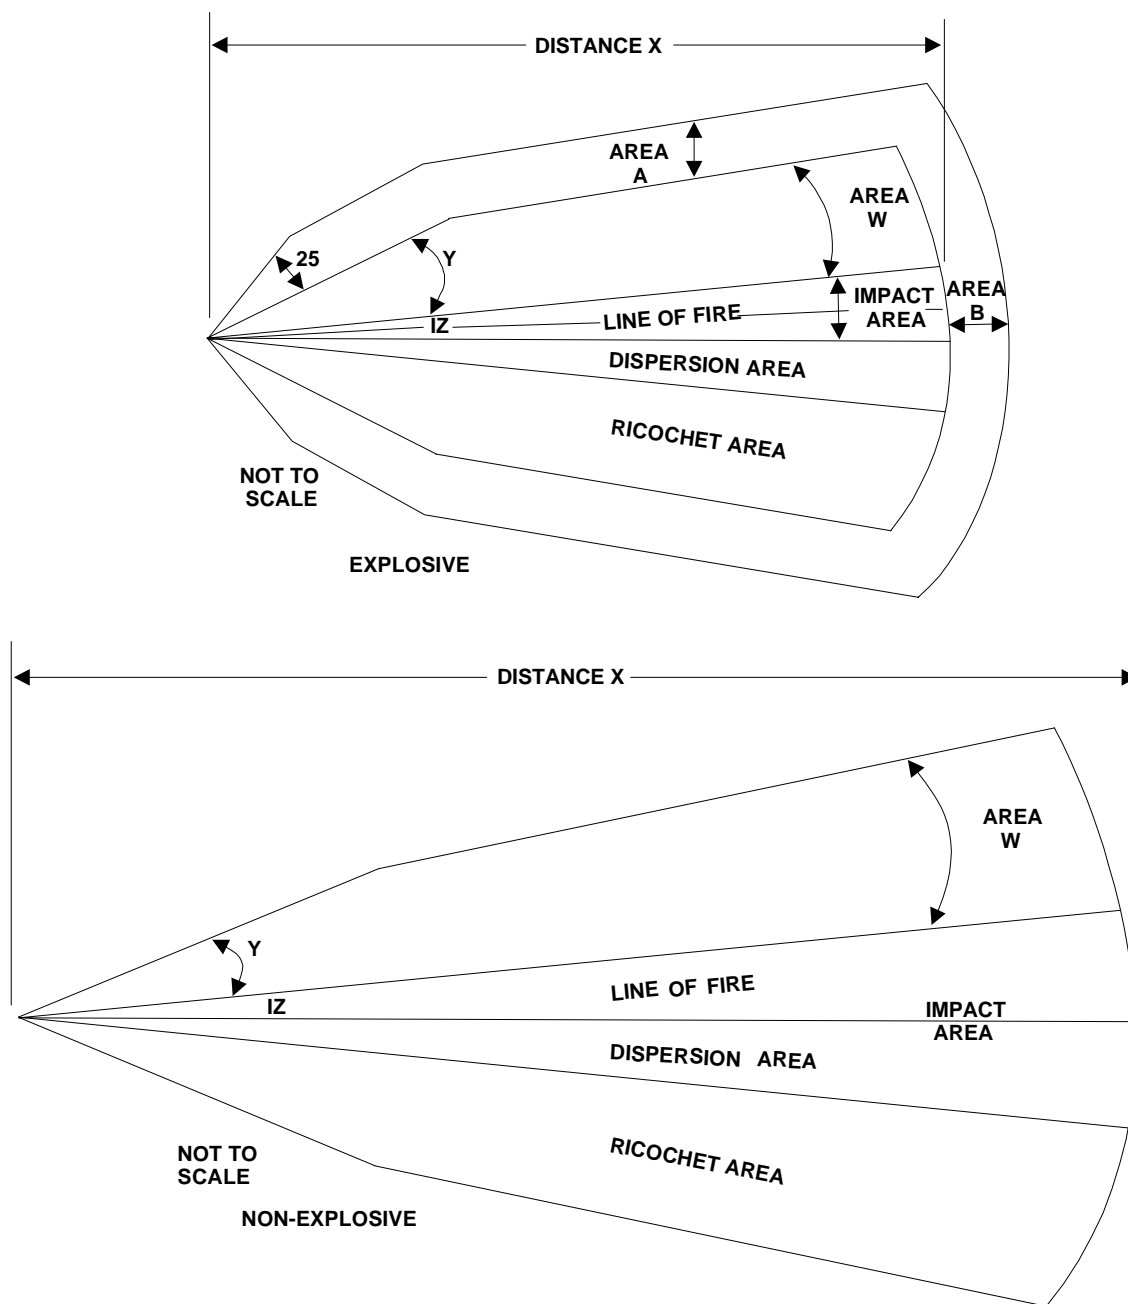 DISTANCE X
AREA
A
AREA
W
25
Y
IMPACT
AREA
AREA
B
LINE OF FIRE
IZ
DISPERSION AREA
RICOCHET AREA
NOT TO
SCALE
EXPLOSIVE
DISTANCE X
AREA
W
Y
LINE OF FIRE
IZ
IMPACT
AREA
DISPERSION AREA
RICOCHET AREA
NOT TO
SCALE
NON-EXPLOSIVE